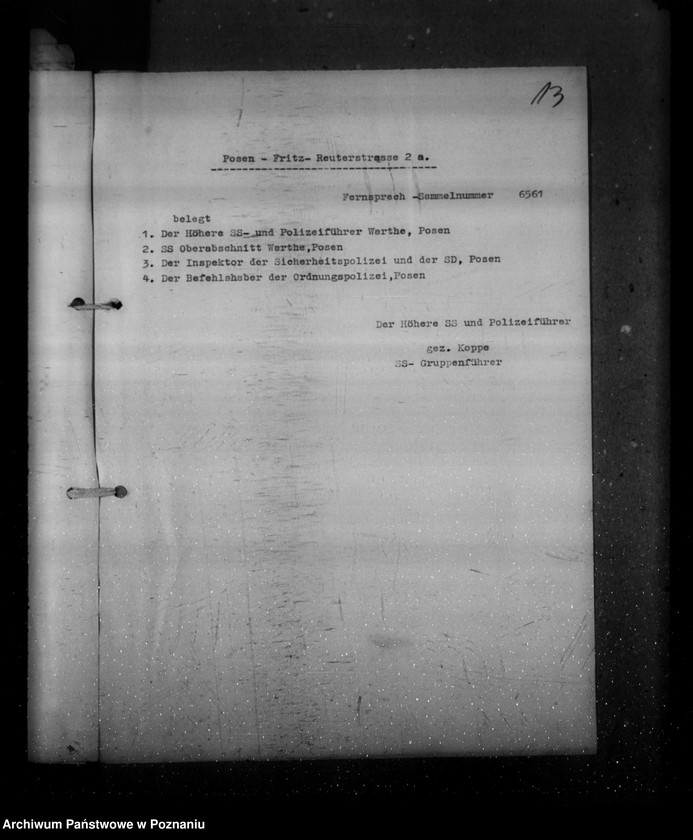 13
Posen - Fritz- Reuterstrasse 2 a.
Fernsprech -Sammelnummer 6561
belegt
1. Der Höhere SS- und Polizeiführer Warthe, Posen
2. SS Oberabschnitt Warthe,Posen
3. Der Inspektor der Sicherheitspolizei und der SD, Posen
4. Der Befehlshaber der Ordnungspolizei,Posen
Der Höhere SS und Polizeiführer
gez. Koppe
SS- Gruppenführer
Archiwum Państwowe w Poznaniu